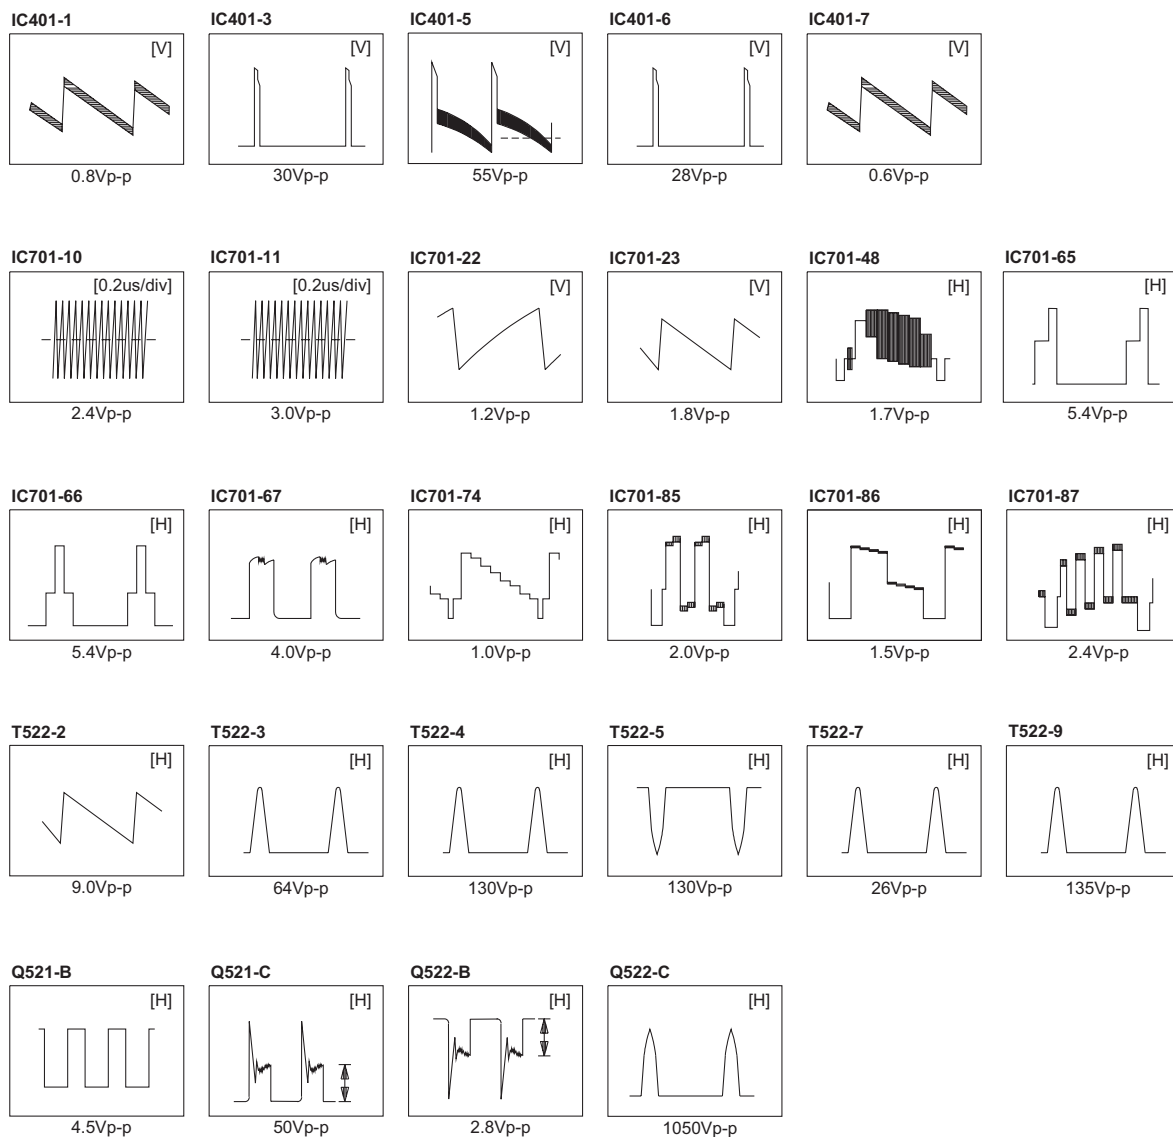 IC401-1 IC401-3 IC401-5 IC401-6 IC401-7
[V] [V] [V] [V] [V]
0.8Vp-p 30Vp-p 55Vp-p 28Vp-p 0.6Vp-p
IC701-10 IC701-11 IC701-22 IC701-23 IC701-48 IC701-65
[0.2us/div] [0.2us/div] [V] [V] [H] [H]
2.4Vp-p 3.0Vp-p 1.2Vp-p 1.8Vp-p 1.7Vp-p 5.4Vp-p
IC701-66 IC701-67 IC701-74 IC701-85 IC701-86 IC701-87
[H] [H] [H] [H] [H] [H]
5.4Vp-p 4.0Vp-p 1.0Vp-p 2.0Vp-p 1.5Vp-p 2.4Vp-p
T522-2 T522-3 T522-4 T522-5 T522-7 T522-9
[H] [H] [H] [H] [H] [H]
9.0Vp-p 64Vp-p 130Vp-p 130Vp-p 26Vp-p 135Vp-p
Q521-B Q521-C Q522-B Q522-C
[H] [H] [H] [H]
4.5Vp-p 50Vp-p 2.8Vp-p 1050Vp-p